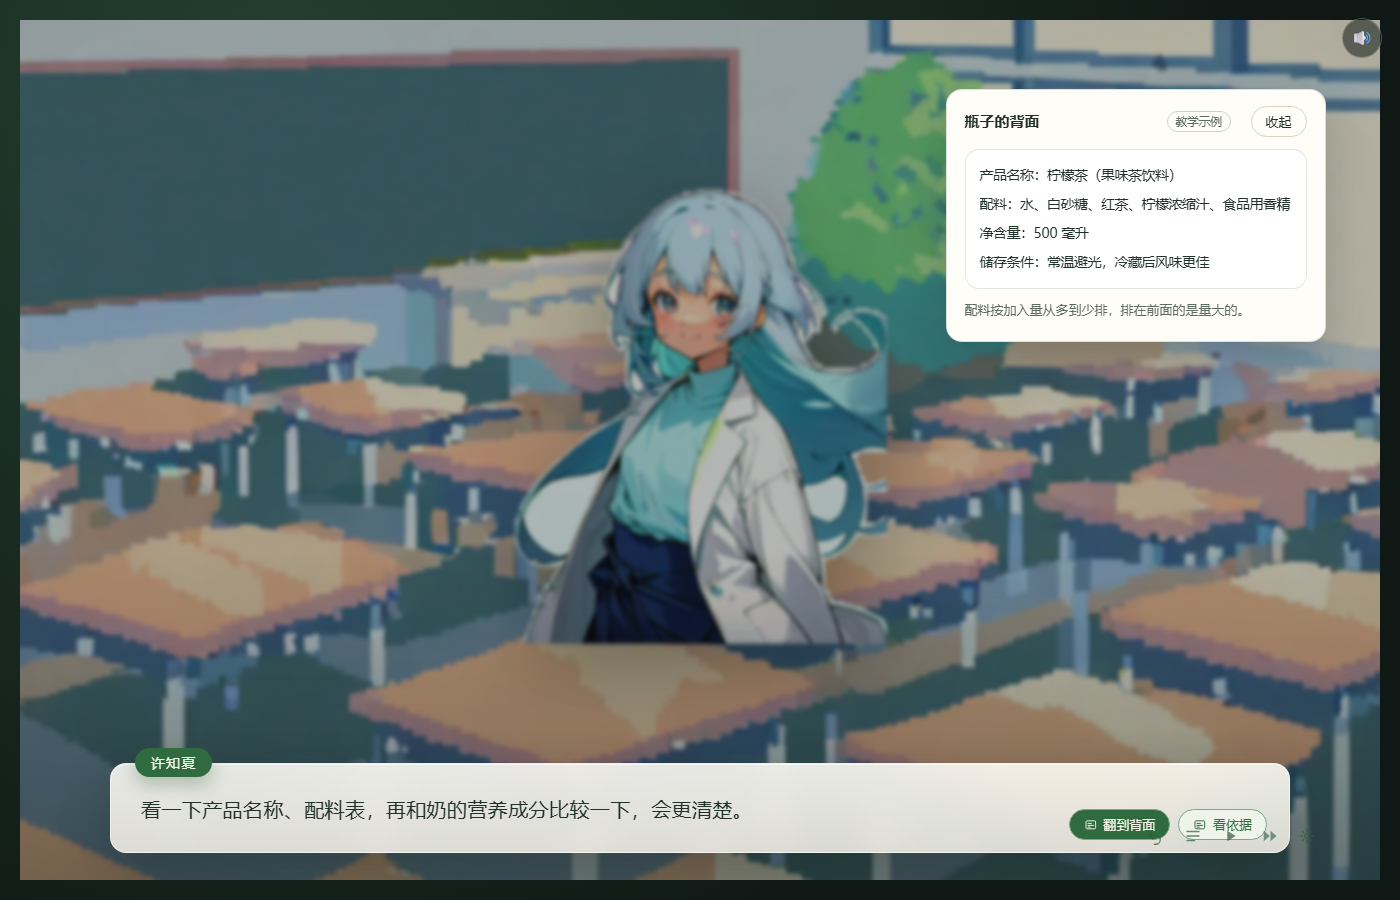 瓶子的背面
教学示例
收起
产品名称：柠檬茶（果味茶饮料）
配料：水、白砂糖、红茶、柠檬浓缩汁、食品用香精
净含量：500 毫升
储存条件：常温避光，冷藏后风味更佳
配料按加入量从多到少排，排在前面的是量大的。
许知夏
看一下产品名称、配料表，再和奶的营养成分比较一下，会更清楚。
翻到背面
看依据